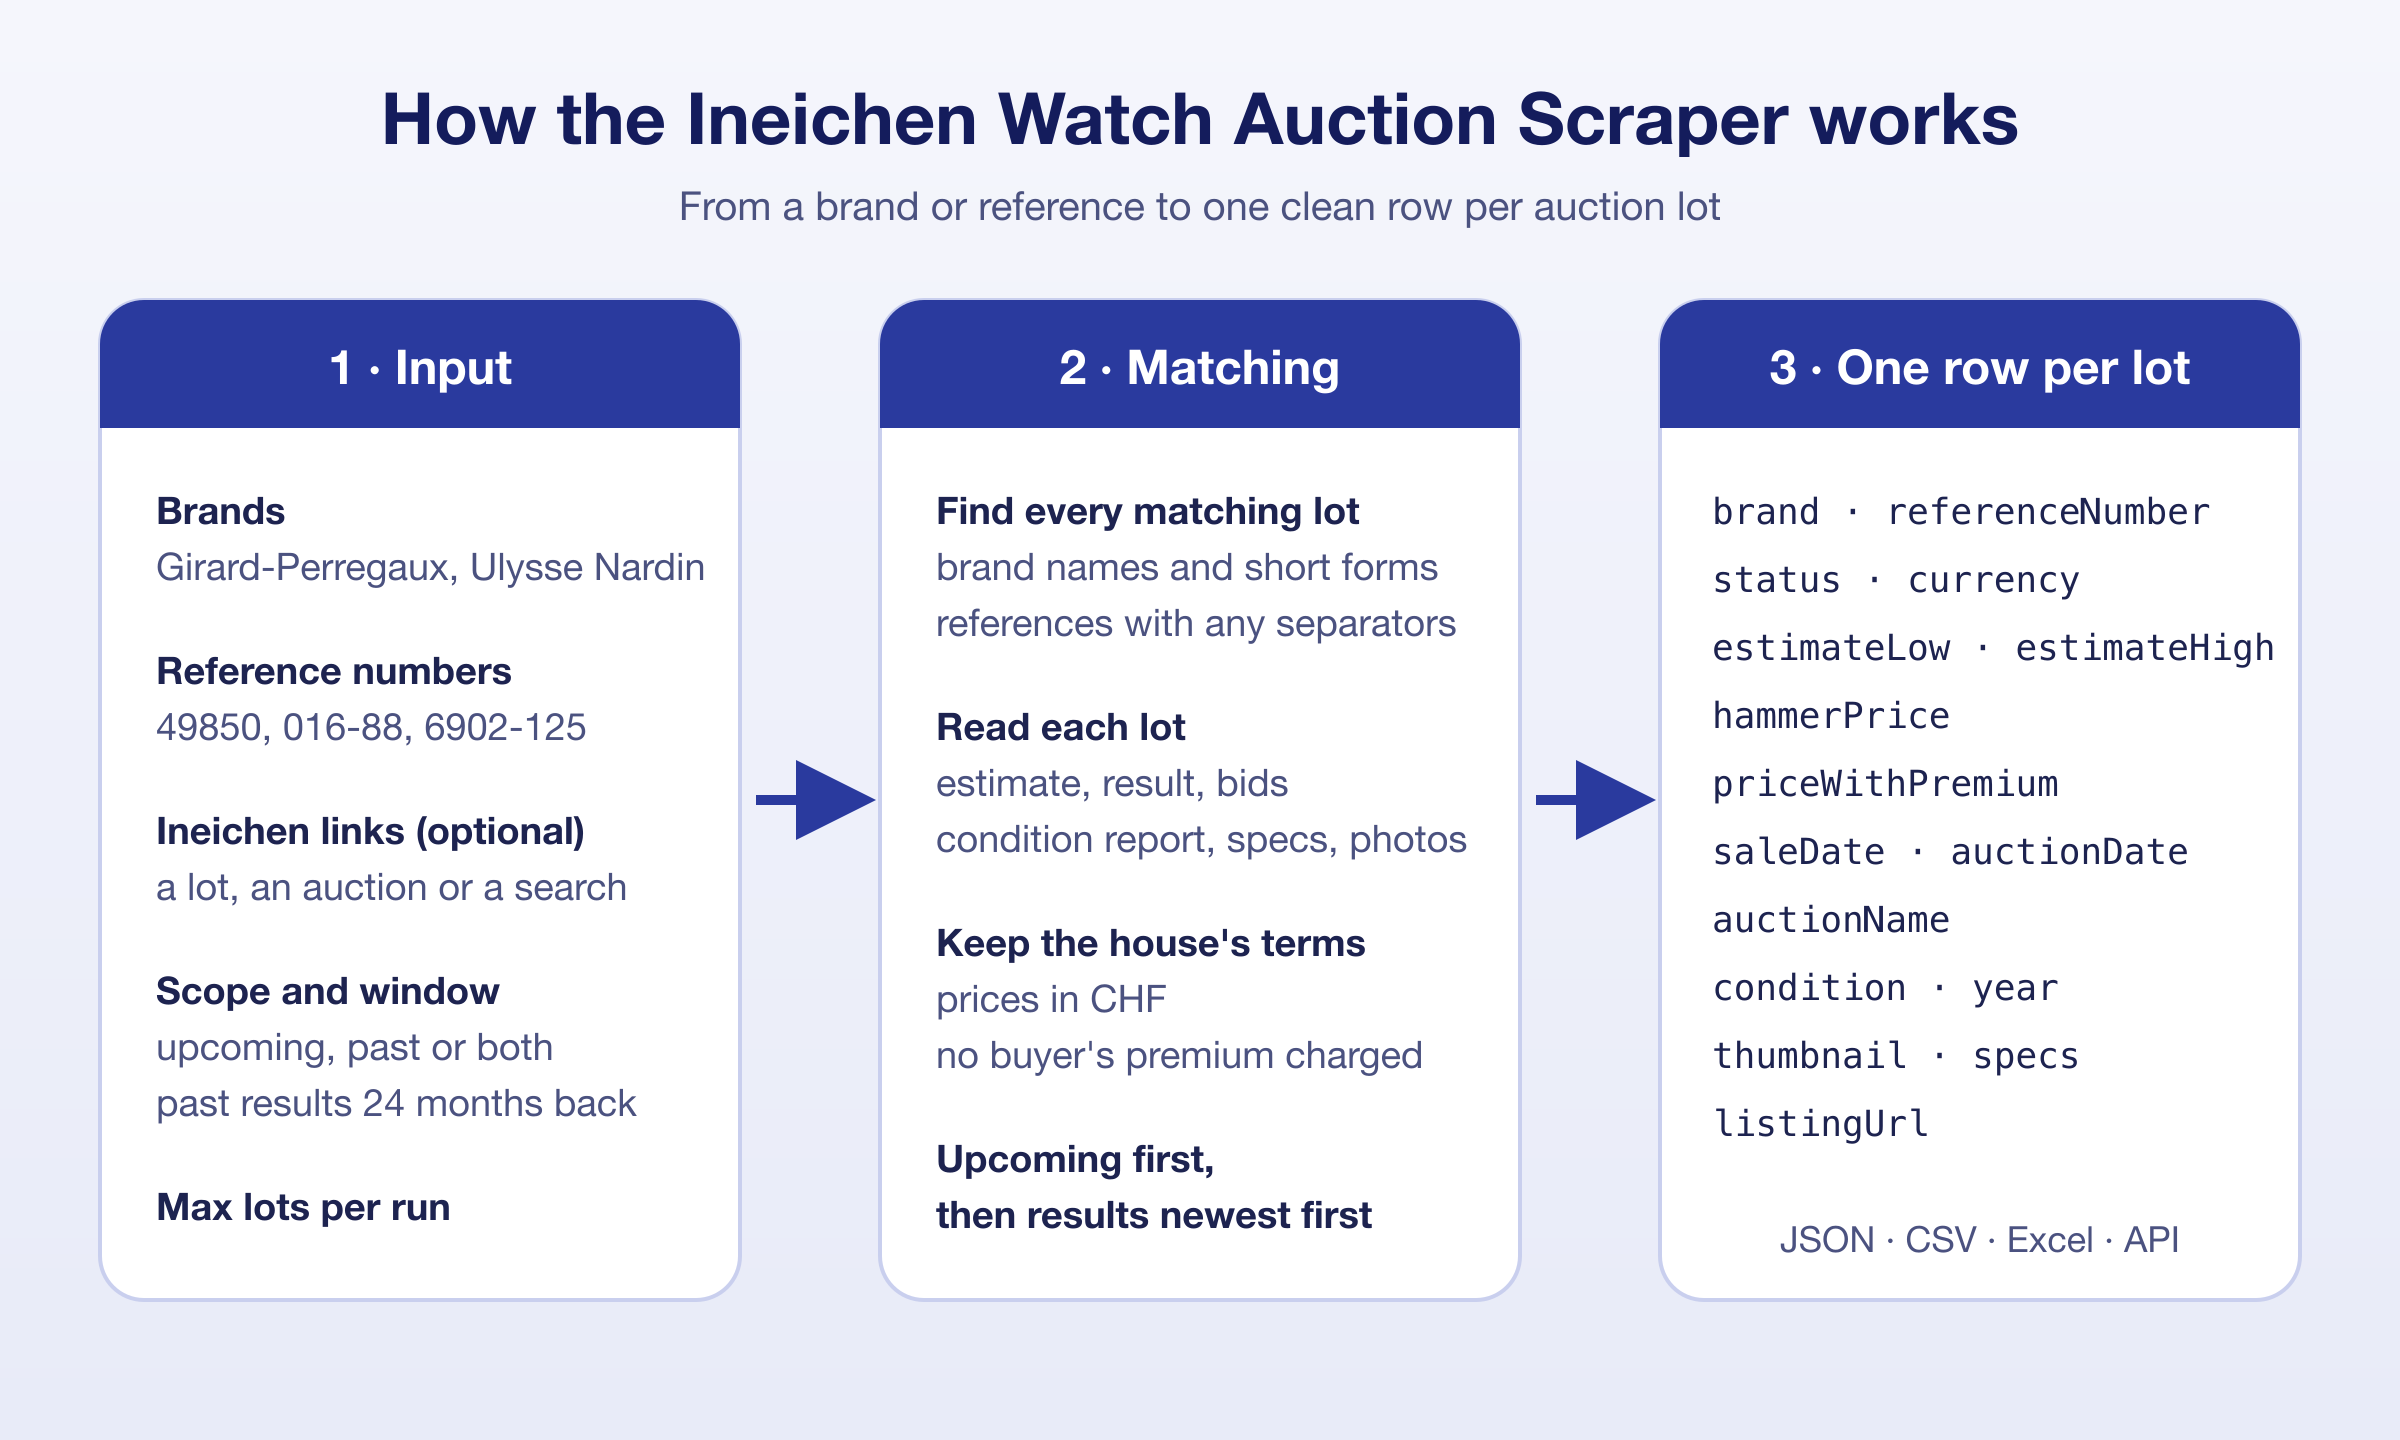 How the Ineichen Watch Auction Scraper works
From a brand or reference to one clean row per auction lot
1 · Input
Brands
Girard-Perregaux, Ulysse Nardin
Reference numbers
49850, 016-88, 6902-125
Ineichen links (optional)
a lot, an auction or a search
Scope and window
upcoming, past or both
past results 24 months back
Max lots per run
2 · Matching
Find every matching lot
brand names and short forms
references with any separators
Read each lot
estimate, result, bids
condition report, specs, photos
Keep the house's terms
prices in CHF
no buyer's premium charged
Upcoming first,
then results newest first
3 · One row per lot
brand · referenceNumber
status · currency
estimateLow · estimateHigh
hammerPrice
priceWithPremium
saleDate · auctionDate
auctionName
condition · year
thumbnail · specs
listingUrl
JSON · CSV · Excel · API